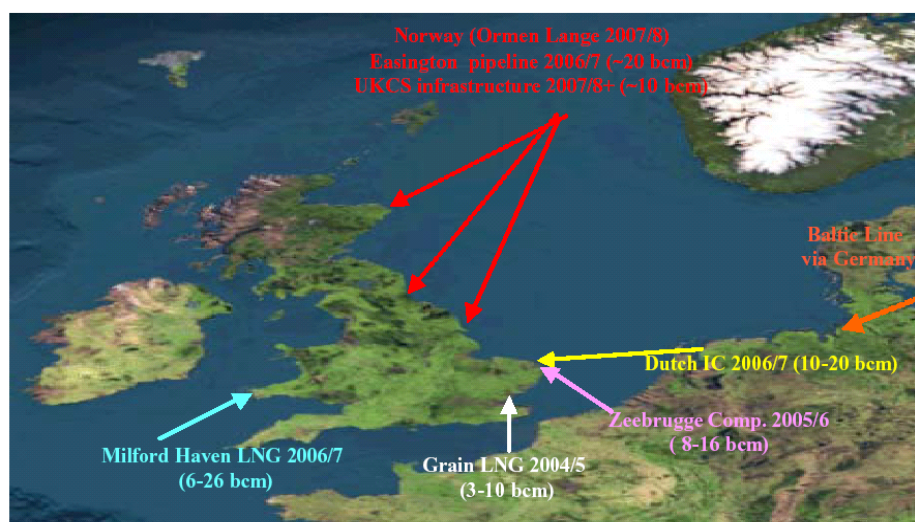 Norway (Ormen Lange 2007/8)
Easington pipeline 2006/7 (~20 bcm)
UKCS infrastructure 2007/8+ (~10 bcm)
Baltic Line
via Germany
Dutch IC 2006/7 (10-20 bcm)
Zeebrugge Comp. 2005/6
( 8-16 bcm)
Milford Haven LNG 2006/7
(6-26 bcm)
Grain LNG 2004/5
(3-10 bcm)